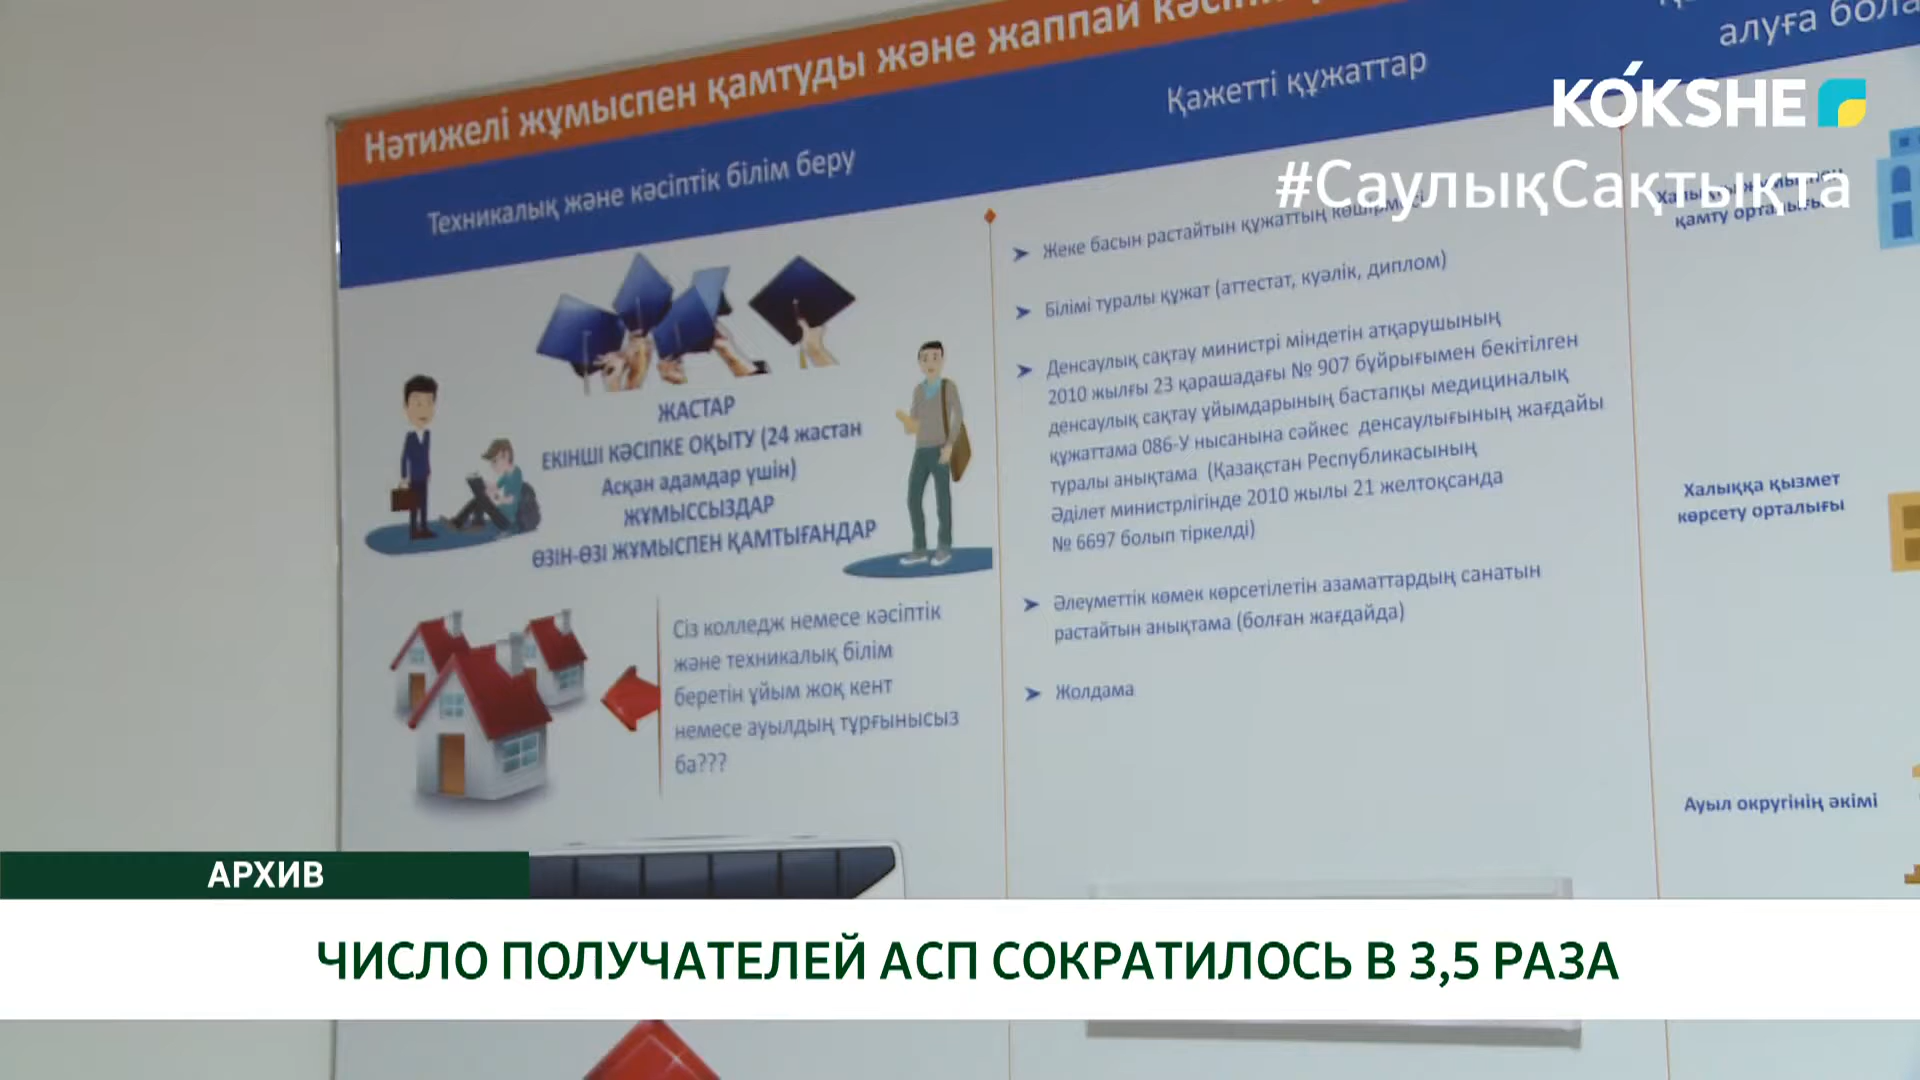 Нәтижелі жұмыспен қамтуды және жаппай
алуға
Қажетті құжаттар
Техникалық және кәсіптік білім беру
KÓKSHE
#СаулықСақтықта
ЖАСТАР
ЕКІНШІ КӘСІПКЕ ОҚЫТУ (24 жастан
Асқан адамдар үшін)
ЖҰМЫССЫЗДАР
ӨЗІН-ӨЗІ ЖҰМЫСПЕН ҚАМТЫҒАНДАР
Сіз колледж немесе кәсіптік
және техникалық білім
беретін ұйым жоқ кент
немесе ауылдың тұрғынысыз
ба???
Жеке басын растайтын құжаттың көшірмесі
Білімі туралы құжат (аттестат, куәлік, диплом)
Денсаулық сақтау министрі міндетін атқарушының
2010 жылғы 23 қарашадағы № 907 бұйрығымен бекітілген
денсаулық сақтау ұйымдарының бастапқы медициналық
құжаттама 086-У нысанына сәйкес денсаулығының жағдайы
туралы анықтама (Қазақстан Республикасының
Әділет министрлігінде 2010 жылы 21 желтоқсанда
№ 6697 болып тіркелді)
Әлеуметтік көмек көрсетілетін азаматтардың санатын
растайтын анықтама (болған жағдайда)
Жолдама
қамту орталығы
Халыққа қызмет
көрсету орталығы
Ауыл округінің әкімі
АРХИВ
ЧИСЛО ПОЛУЧАТЕЛЕЙ АСП СОКРАТИЛОСЬ В 3,5 РАЗА